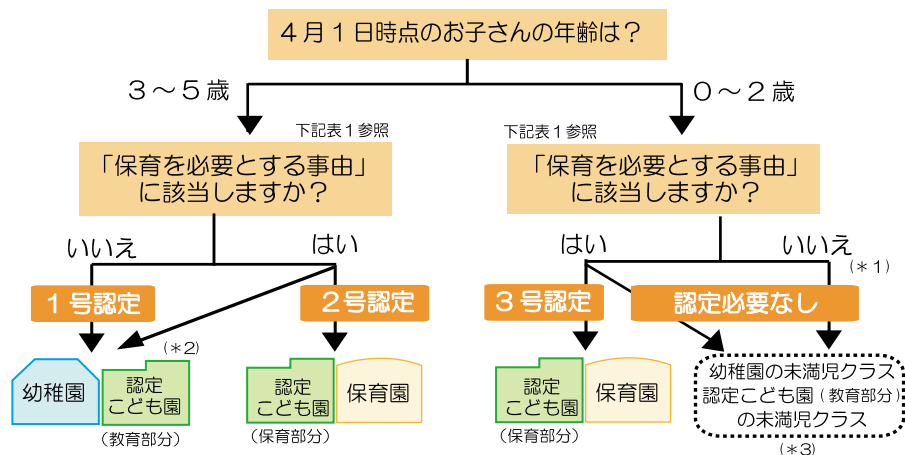 4月1日時点のお子さんの年齢は？
3～5歳
0～2歳
下記表1参照
下記表1参照
「保育を必要とする事由」
に該当しますか？
「保育を必要とする事由」
に該当しますか？
いいえ
はい
はい
いいえ
(＊1)
1号認定
2号認定
3号認定
認定必要なし
(＊2)
幼稚園
認定
こども園
(教育部分)
認定
こども園
(保育部分)
保育園
認定
こども園
(保育部分)
保育園
幼稚園の未満児クラス
認定こども園(教育部分)
の未満児クラス
(＊3)